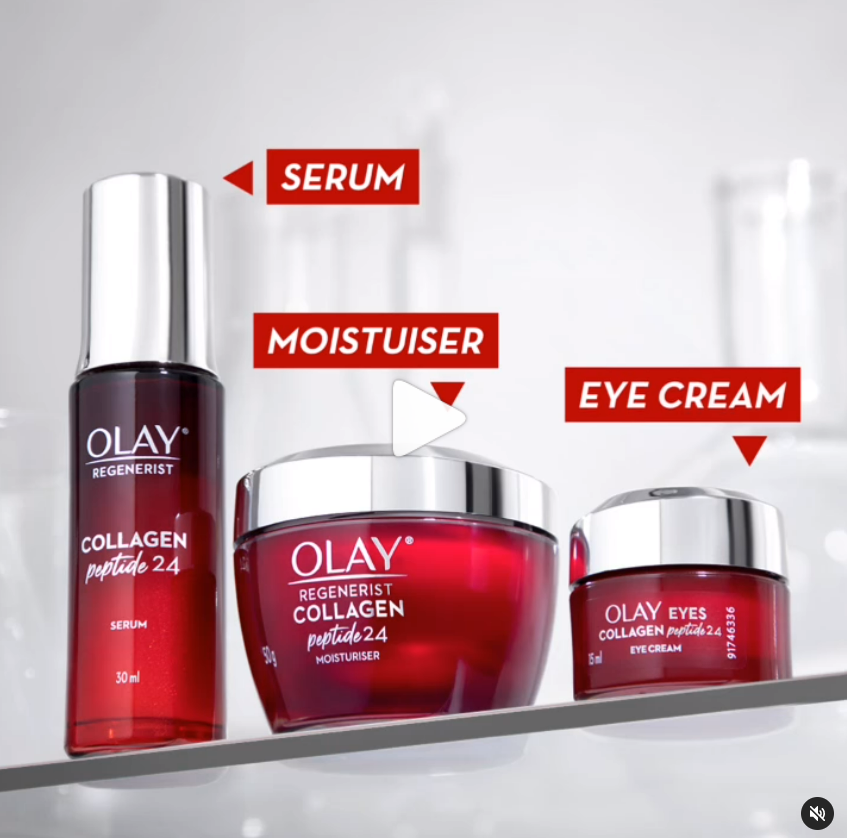 SERUM
MOISTUISER
EYE CREAM
OLAY®
REGENERIST
COLLAGEN
peptide 24
SERUM
30 ml
OLAY®
REGENERIST
COLLAGEN
peptide 24
MOISTURISER
50g
OLAY EYES
COLLAGEN peptide 24
EYE CREAM
15 ml
91746336